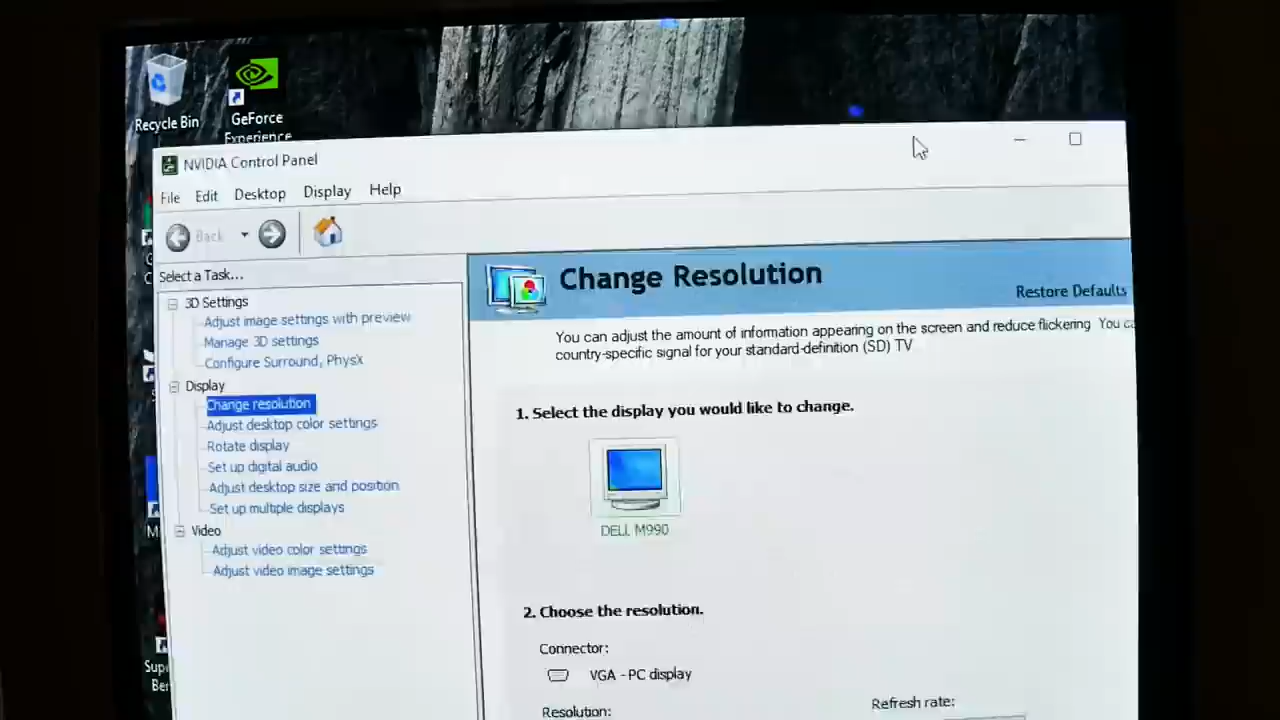 Recycle Bin
GeForce
Experience
NVIDIA Control Panel
File Edit Desktop Display Help
Back
Select a Task...
3D Settings
Adjust image settings with preview
Manage 3D settings
Configure Surround, PhysX
Display
Change resolution
Adjust desktop color settings
Rotate display
Set up digital audio
Adjust desktop size and position
Set up multiple displays
Video
Adjust video color settings
Adjust video image settings
Change Resolution
Restore Defaults
You can adjust the amount of information appearing on the screen and reduce flickering You
country-specific signal for your standard-definition (SD) TV
1. Select the display you would like to change.
DELL M990
2. Choose the resolution.
Connector:
VGA - PC display
Resolution:
Refresh rate: